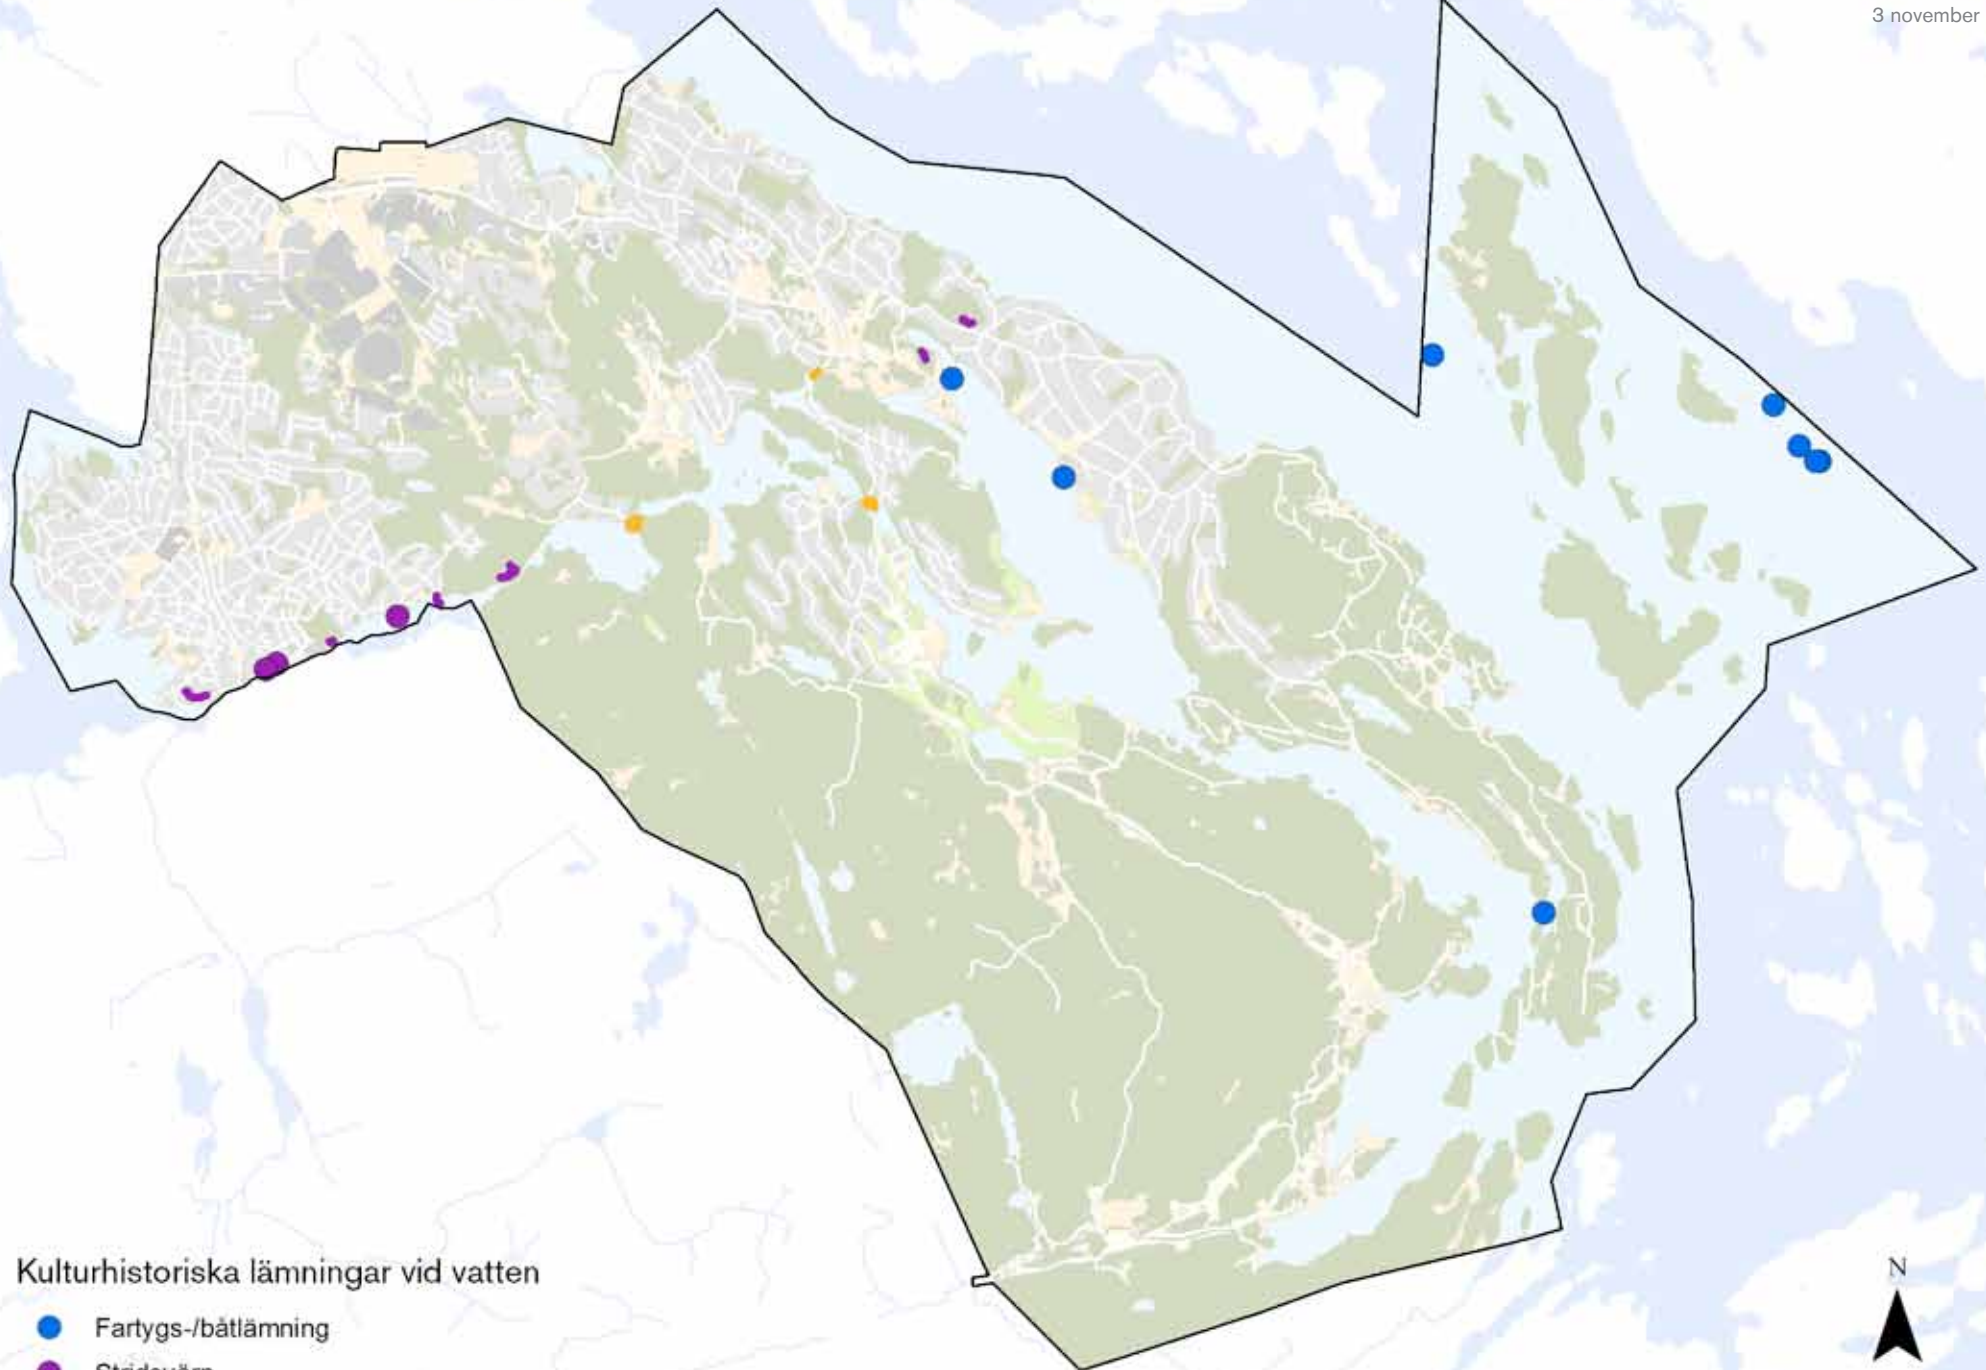 3 november
Kulturhistoriska lämningar vid vatten
Fartygs-/båtlämning
N